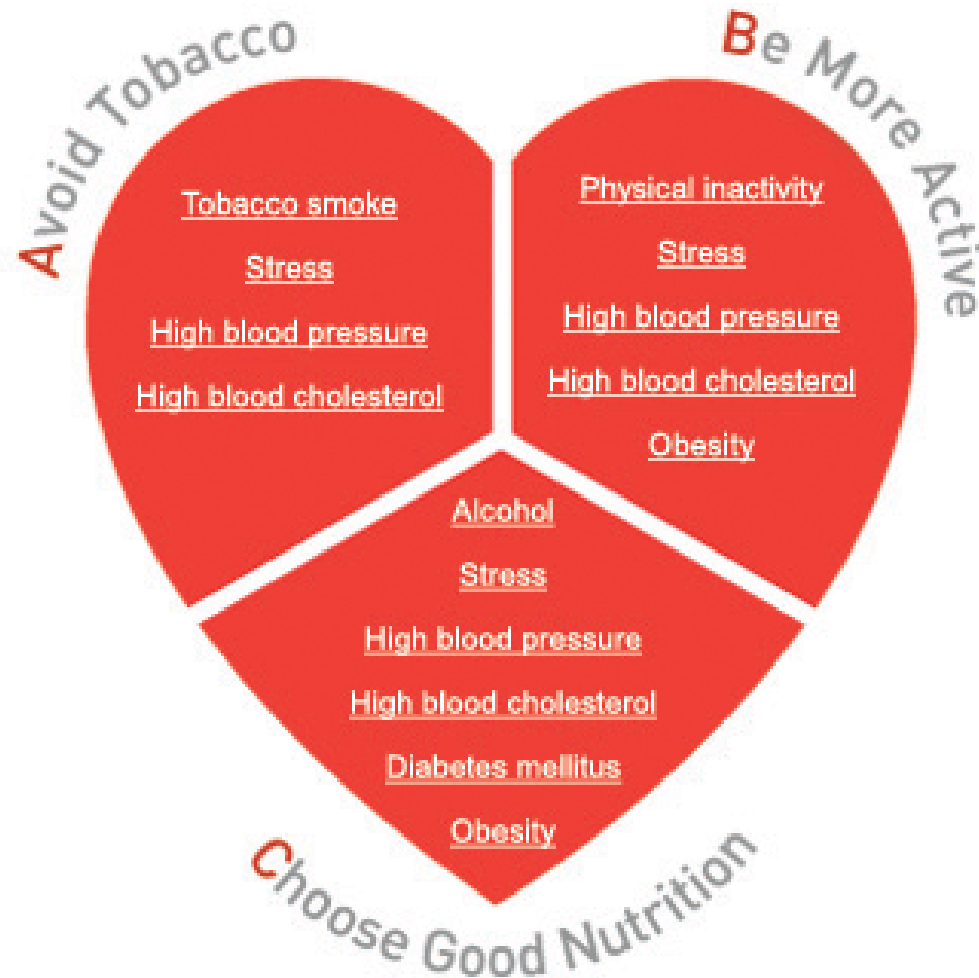 Avoid Tobacco
Tobacco smoke
Stress
High blood pressure
High blood cholesterol
Be More Active
Physical inactivity
Stress
High blood pressure
High blood cholesterol
Obesity
Alcohol
Stress
High blood pressure
High blood cholesterol
Diabetes mellitus
Obesity
Choose Good Nutrition